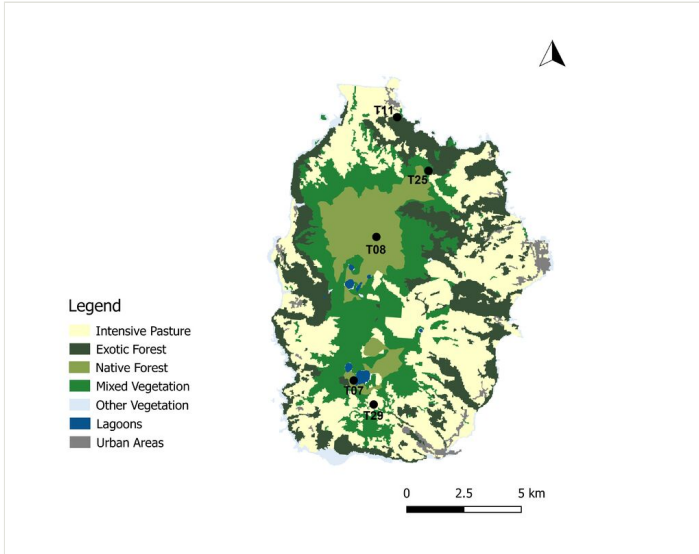 T11
T25
T08
T07
T29
Legend
Intensive Pasture
Exotic Forest
Native Forest
Mixed Vegetation
Other Vegetation
Lagoons
Urban Areas
0 2.5 5 km